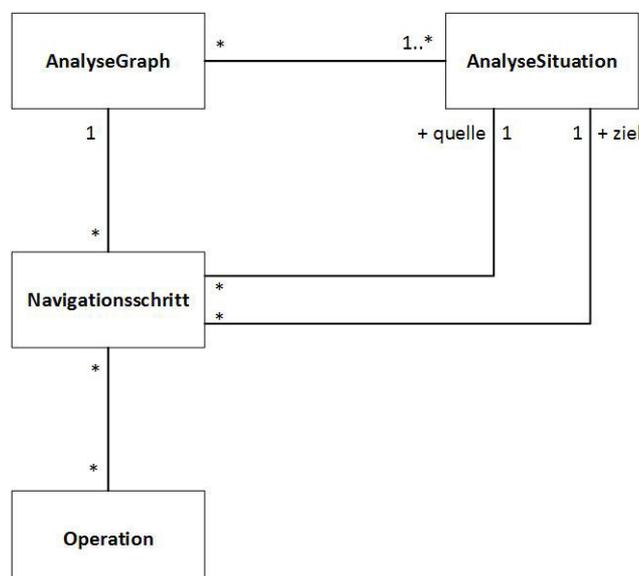 AnalyseGraph
*
1..*
AnalyseSituation
1
+ quelle
1
1
+ ziel
*
Navigationsschritt
*
*
*
*
Operation